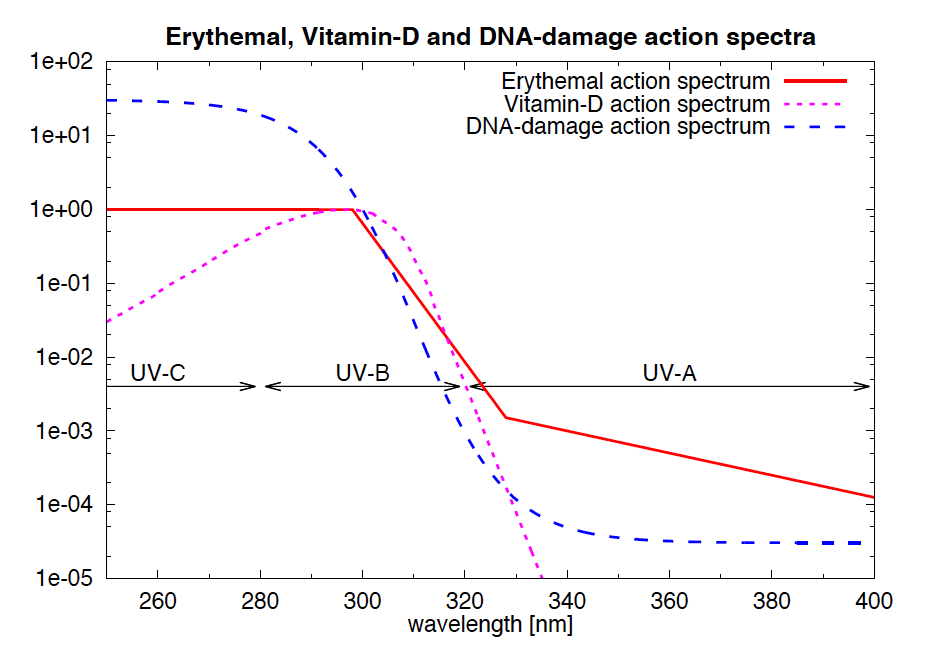 Erythemal, Vitamin-D and DNA-damage action spectra
1e+02
Erythemal action spectrum
Vitamin-D action spectrum
DNA-damage action spectrum
1e+01
1e+00
1e-01
1e-02
UV-C UV-B UV-A
1e-03
1e-04
1e-05
260 280 300 320 340 360 380 400
wavelength [nm]